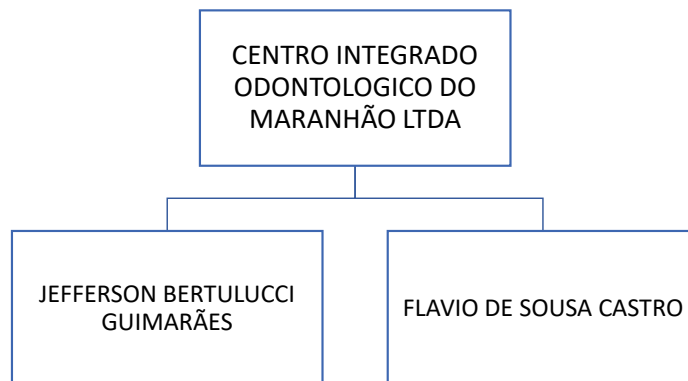 CENTRO INTEGRADO
ODONTOLOGICO DO
MARANHÃO LTDA
JEFFERSON BERTULUCCI
GUIMARÃES
FLAVIO DE SOUSA CASTRO